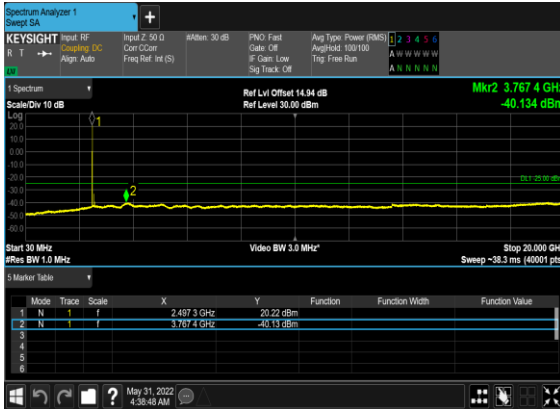 Spectrum Analyzer 1
Swept SA
+
KEYSIGHT Input: RF Input Z: 50 Ω #Atten: 30 dB PNO: Fast Avg Type: Power (RMS) 1 2 3 4 5 6
R T Coupling: DC Corr CCorr Gate: Off Avg|Hold: 100/100 A W W W W W
Align: Auto Freq Ref: Int (S) IF Gain: Low Trig: Free Run
Sig Track: Off A N N N N N
1 Spectrum Ref Lvl Offset 14.94 dB Mkr2 3.767 4 GHz
Scale/Div 10 dB Ref Level 30.00 dBm -40.134 dBm
Log
20.0
10.0
0.00
-10.0
-20.0
-30.0
-40.0
-50.0
-60.0
1
2
DL1 -25.00 dBm
Start 30 MHz Video BW 3.0 MHz* Stop 20.000 GHz
#Res BW 1.0 MHz Sweep ~38.3 ms (40001 pts)
5 Marker Table
Mode Trace Scale X Y Function Function Width Function Value
1 N 1 f 2.497 3 GHz 20.22 dBm
2 N 1 f 3.767 4 GHz -40.13 dBm
3
4
5
6
? May 31, 2022
4:38:48 AM